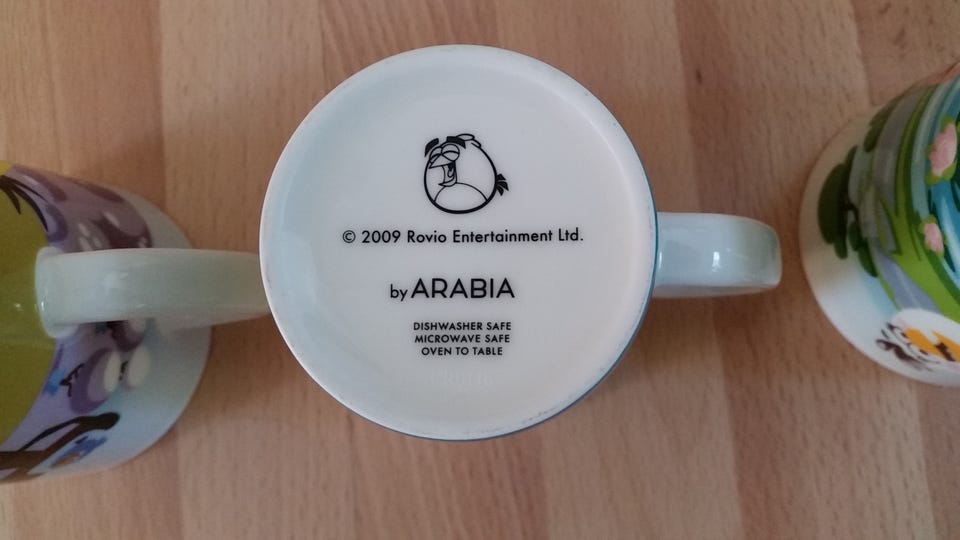 © 2009 Rovio Entertainment Ltd.
by ARABIA
DISHWASHER SAFE
MICROWAVE SAFE
OVEN TO TABLE